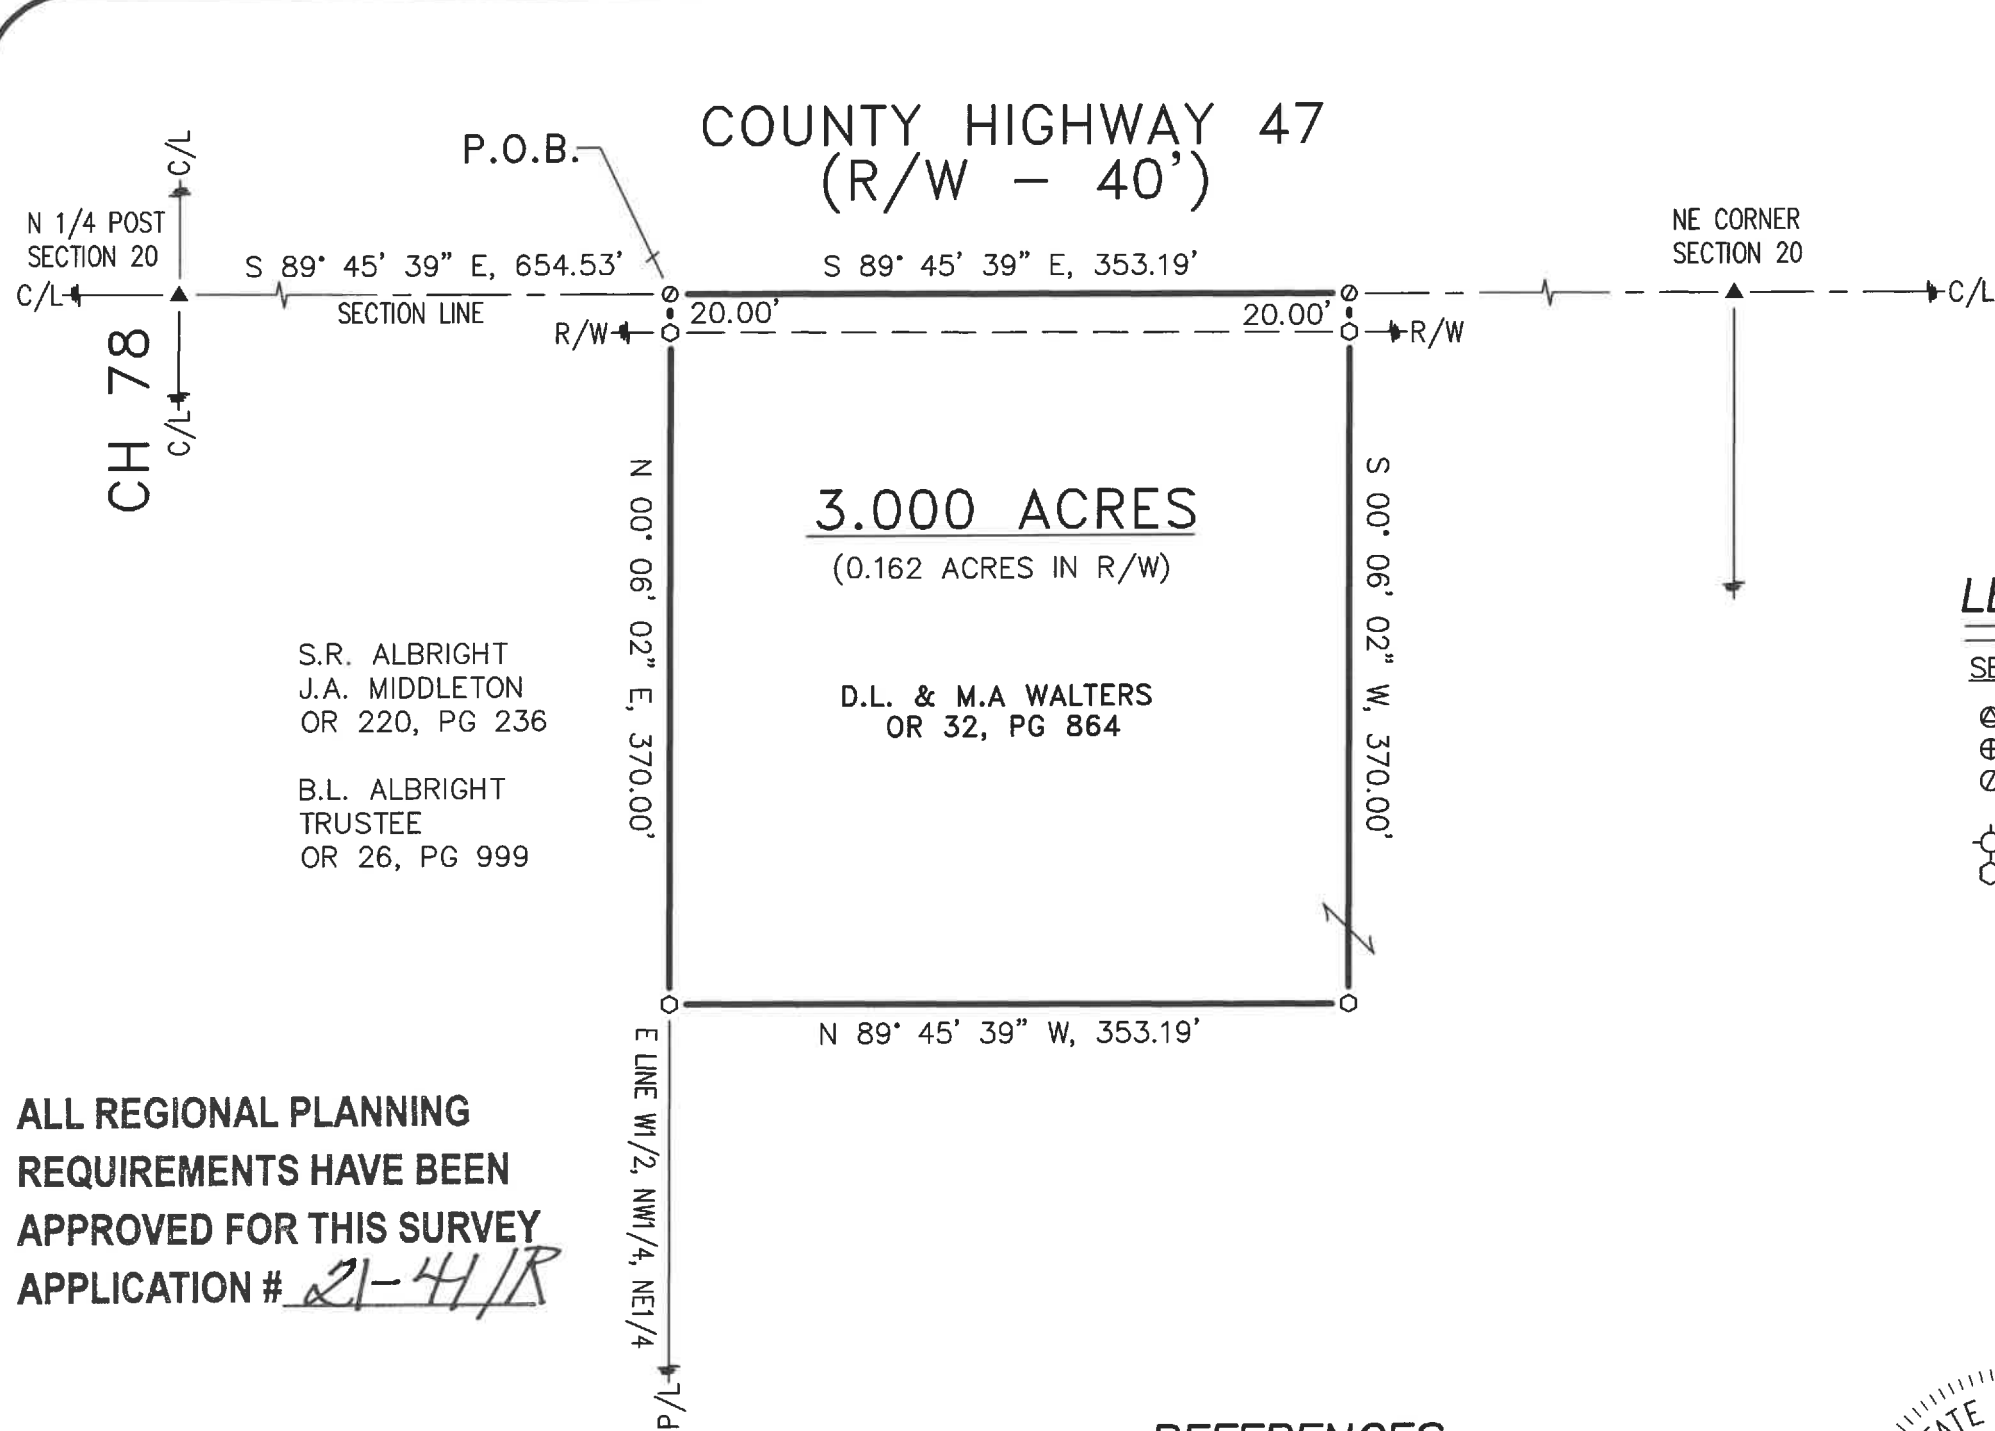 COUNTY HIGHWAY 47
(R/W - 40')
P.O.B.
C/L
N 1/4 POST
SECTION 20
C/L
S 89° 45' 39" E, 654.53'
SECTION LINE
S 89° 45' 39" E, 353.19'
20.00'
20.00'
R/W
R/W
NE CORNER
SECTION 20
C/L
CH 78
C/L
N 00° 06' 02" E, 370.00'
3.000 ACRES
(0.162 ACRES IN R/W)
S 00° 06' 02" W, 370.00'
S.R. ALBRIGHT
J.A. MIDDLETON
OR 220, PG 236
B.L. ALBRIGHT
TRUSTEE
OR 26, PG 999
D.L. & M.A WALTERS
OR 32, PG 864
N 89° 45' 39" W, 353.19'
E LINE W1/2, NW1/4, NE1/4
P/L
ALL REGIONAL PLANNING
REQUIREMENTS HAVE BEEN
APPROVED FOR THIS SURVEY
APPLICATION # 21-41/R
REFERENCES